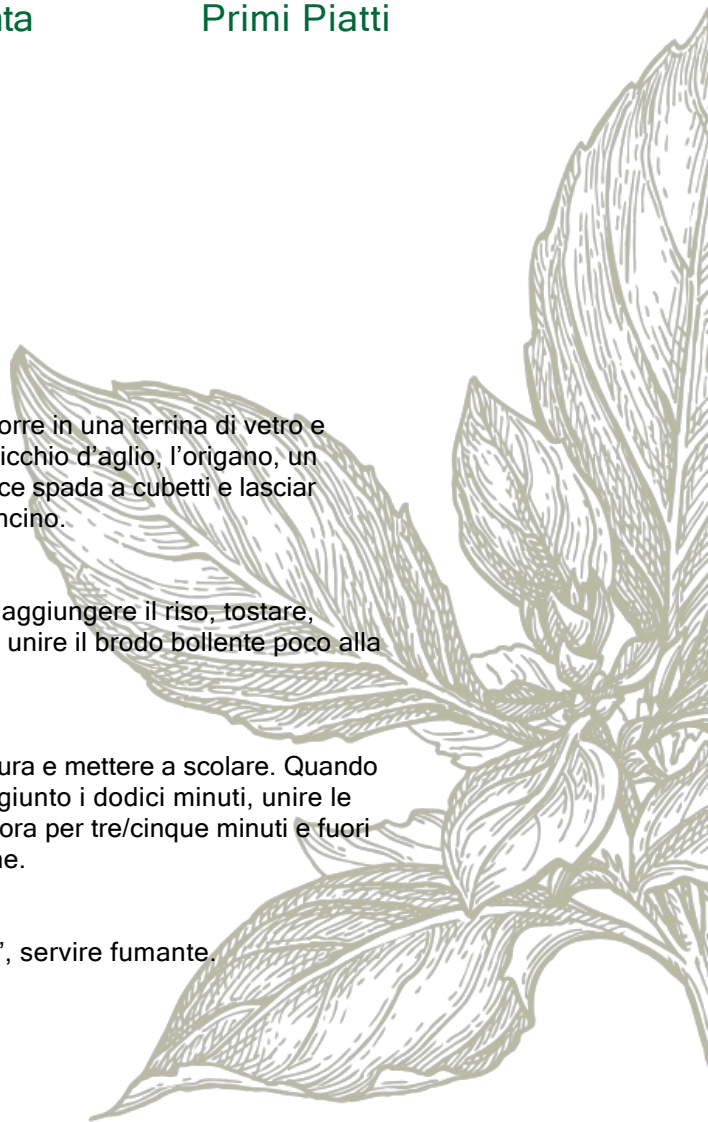 ta Primi Piatti
orre in una terrina di vetro e
icchio d’aglio, l’origano, un
ce spada a cubetti e lasciar
ncino.
aggiungere il riso, tostare,
unire il brodo bollente poco alla
ura e mettere a scolare. Quando
giunto i dodici minuti, unire le
ora per tre/cinque minuti e fuori
ne.
”, servire fumante.